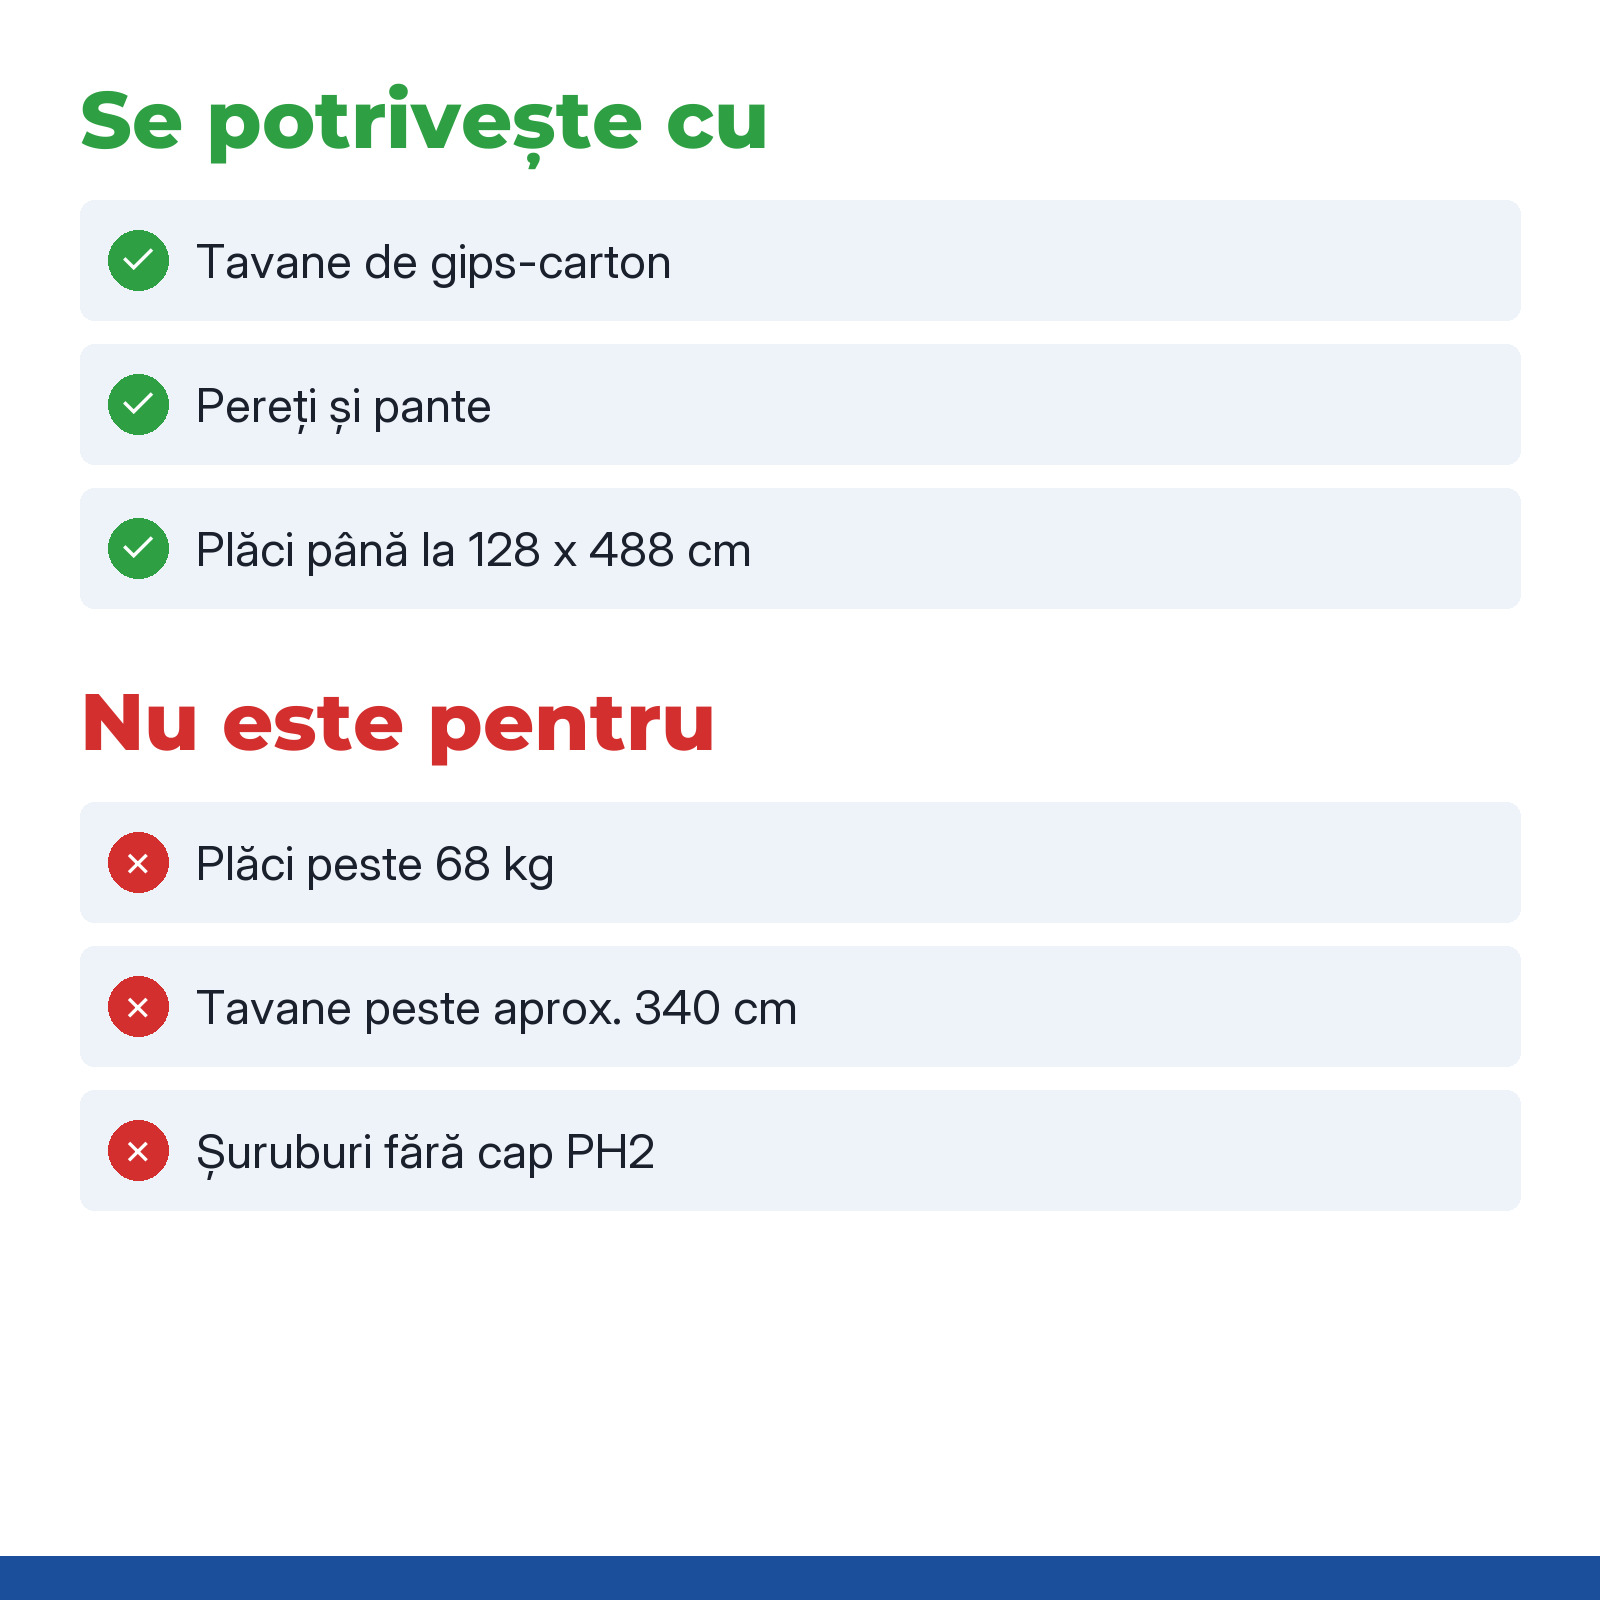 Se potrivește cu
Tavane de gips-carton
Pereți și pante
Plăci până la 128 x 488 cm
Nu este pentru
Plăci peste 68 kg
Tavane peste aprox. 340 cm
Șuruburi fără cap PH2